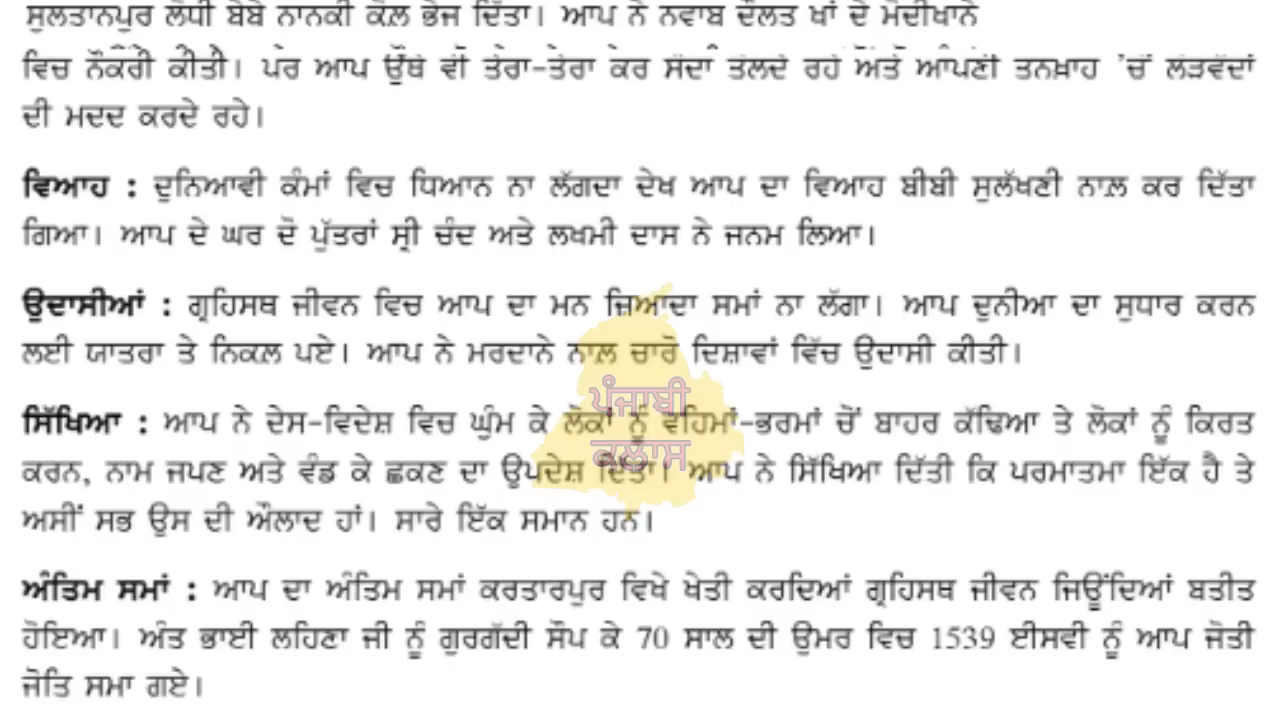 ਸੁਲਤਾਨਪੁਰ ਲੋਧੀ ਬੇਬੇ ਨਾਨਕੀ ਕੋਲ਼ ਭੇਜ ਦਿੱਤਾ। ਆਪ ਨੇ ਨਵਾਬ ਦੌਲਤ ਖਾਂ ਦੇ ਮੋਦੀਖਾਨੇ
ਵਿਚ ਨੌਕਰੀ ਕੀਤੀ। ਪਰ ਆਪ ਉੱਥੇ ਵੀ ਤੇਰਾ-ਤੇਰਾ ਕਰ ਸੌਦਾ ਤੋਲਦੇ ਰਹੇ ਅਤੇ ਆਪਣੀ ਤਨਖ਼ਾਹ ’ਚੋਂ ਲੋੜਵੰਦਾਂ
ਦੀ ਮਦਦ ਕਰਦੇ ਰਹੇ।
ਵਿਆਹ : ਦੁਨਿਆਵੀ ਕੰਮਾਂ ਵਿਚ ਧਿਆਨ ਨਾ ਲੱਗਦਾ ਦੇਖ ਆਪ ਦਾ ਵਿਆਹ ਬੀਬੀ ਸੁਲੱਖਣੀ ਨਾਲ਼ ਕਰ ਦਿੱਤਾ
ਗਿਆ। ਆਪ ਦੇ ਘਰ ਦੋ ਪੁੱਤਰਾਂ ਸ੍ਰੀ ਚੰਦ ਅਤੇ ਲਖਮੀ ਦਾਸ ਨੇ ਜਨਮ ਲਿਆ।
ਉਦਾਸੀਆਂ : ਗ੍ਰਹਿਸਥ ਜੀਵਨ ਵਿਚ ਆਪ ਦਾ ਮਨ ਜ਼ਿਆਦਾ ਸਮਾਂ ਨਾ ਲੱਗਾ। ਆਪ ਦੁਨੀਆ ਦਾ ਸੁਧਾਰ ਕਰਨ
ਲਈ ਯਾਤਰਾ ਤੇ ਨਿਕਲ਼ ਪਏ। ਆਪ ਨੇ ਮਰਦਾਨੇ ਨਾਲ਼ ਚਾਰੋ ਦਿਸ਼ਾਵਾਂ ਵਿੱਚ ਉਦਾਸੀ ਕੀਤੀ।
ਸਿੱਖਿਆ : ਆਪ ਨੇ ਦੇਸ-ਵਿਦੇਸ਼ ਵਿਚ ਘੁੰਮ ਕੇ ਲੋਕਾਂ ਨੂੰ ਵਹਿਮਾਂ-ਭਰਮਾਂ ਚੋਂ ਬਾਹਰ ਕੱਢਿਆ ਤੇ ਲੋਕਾਂ ਨੂੰ ਕਿਰਤ
ਕਰਨ, ਨਾਮ ਜਪਣ ਅਤੇ ਵੰਡ ਕੇ ਛਕਣ ਦਾ ਉਪਦੇਸ਼ ਦਿੱਤਾ। ਆਪ ਨੇ ਸਿੱਖਿਆ ਦਿੱਤੀ ਕਿ ਪਰਮਾਤਮਾ ਇੱਕ ਹੈ ਤੇ
ਅਸੀਂ ਸਭ ਉਸ ਦੀ ਔਲਾਦ ਹਾਂ। ਸਾਰੇ ਇੱਕ ਸਮਾਨ ਹਨ।
ਅੰਤਿਮ ਸਮਾਂ : ਆਪ ਦਾ ਅੰਤਿਮ ਸਮਾਂ ਕਰਤਾਰਪੁਰ ਵਿਖੇ ਖੇਤੀ ਕਰਦਿਆਂ ਗ੍ਰਹਿਸਥ ਜੀਵਨ ਜਿਊਂਦਿਆਂ ਬਤੀਤ
ਹੋਇਆ। ਅੰਤ ਭਾਈ ਲਹਿਣਾ ਜੀ ਨੂੰ ਗੁਰਗੱਦੀ ਸੌਂਪ ਕੇ 70 ਸਾਲ ਦੀ ਉਮਰ ਵਿਚ 1539 ਈਸਵੀ ਨੂੰ ਆਪ ਜੋਤੀ
ਜੋਤਿ ਸਮਾ ਗਏ।
ਪੰਜਾਬੀ
ਕਲਾਸ